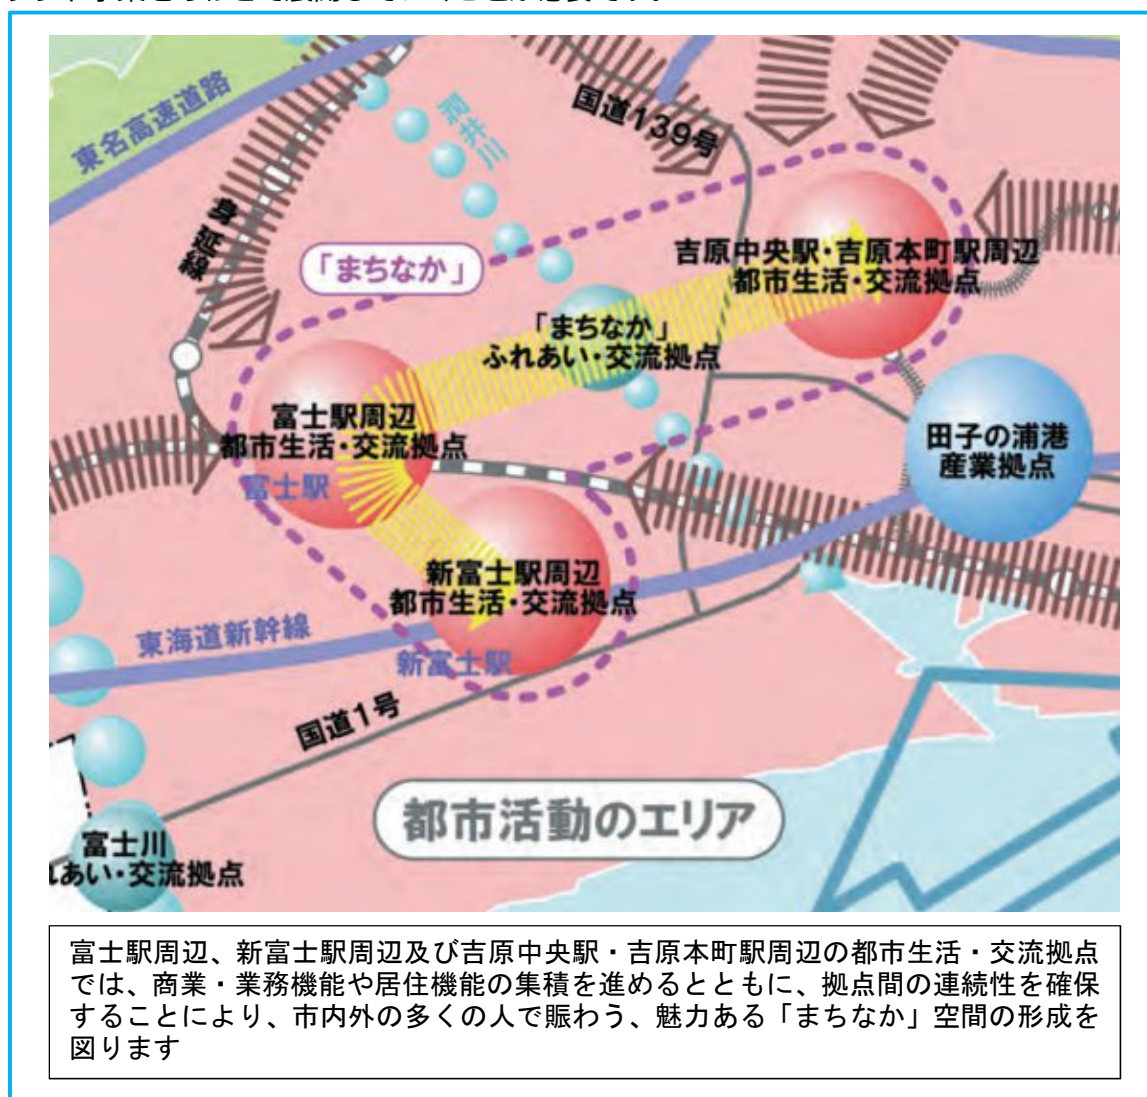 東名高速道路
潤井川
国道139号
身延線
「まちなか」
吉原中央駅・吉原本町駅周辺
都市生活・交流拠点
「まちなか」
ふれあい・交流拠点
富士駅周辺
都市生活・交流拠点
富士駅
田子の浦港
産業拠点
新富士駅周辺
都市生活・交流拠点
東海道新幹線
新富士駅
国道1号
都市活動のエリア
富士川
れあい・交流拠点
富士駅周辺、新富士駅周辺及び吉原中央駅・吉原本町駅周辺の都市生活・交流拠点
では、商業・業務機能や居住機能の集積を進めるとともに、拠点間の連続性を確保
することにより、市内外の多くの人で賑わう、魅力ある「まちなか」空間の形成を
図ります